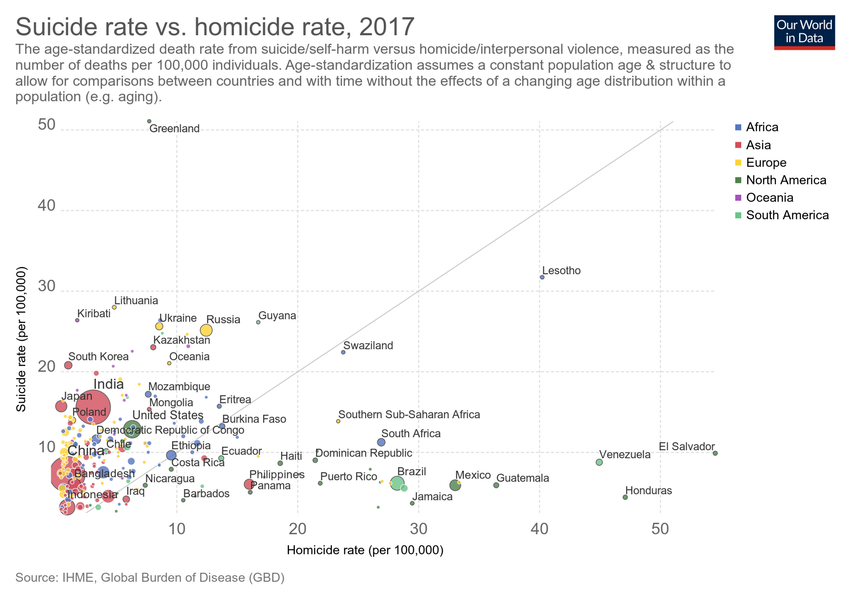 Suicide rate vs. homicide rate, 2017
Our World
in Data
The age-standardized death rate from suicide/self-harm versus homicide/interpersonal violence, measured as the
number of deaths per 100,000 individuals. Age-standardization assumes a constant population age & structure to
allow for comparisons between countries and with time without the effects of a changing age distribution within a
population (e.g. aging).
50
Greenland
Africa
Asia
Europe
North America
Oceania
South America
40
Lesotho
30
Lithuania
Kiribati
Ukraine
Russia
Guyana
Kazakhstan
Swaziland
South Korea
Oceania
20
India
Mozambique
Japan
Mongolia
Eritrea
Poland
United States
Burkina Faso
Southern Sub-Saharan Africa
Democratic Republic of Congo
South Africa
Chile
Ethiopia
10
China
Ecuador
Haiti
Dominican Republic
Venezuela
El Salvador
Costa Rica
Bangladesh
Nicaragua
Philippines
Panama
Puerto Rico
Brazil
Mexico
Guatemala
Indonesia
Iraq
Barbados
Jamaica
Honduras
Suicide rate (per 100,000)
10
20
30
40
50
Homicide rate (per 100,000)
Source: IHME, Global Burden of Disease (GBD)